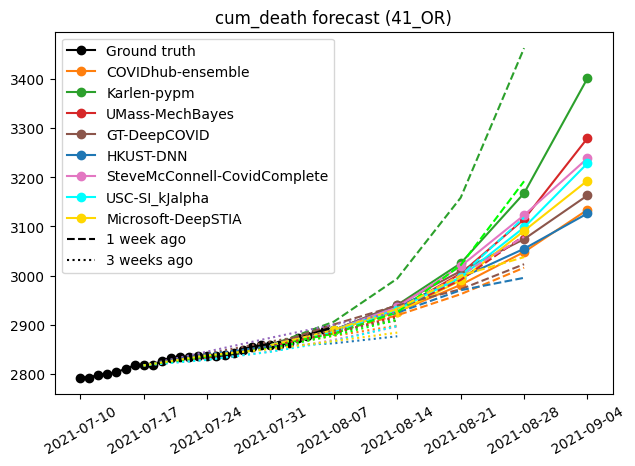 cum_death forecast (41_OR)
Ground truth
COVIDhub-ensemble
Karlen-pypm
UMass-MechBayes
GT-DeepCOVID
HKUST-DNN
SteveMcConnell-CovidComplete
USC-SI_kJalpha
Microsoft-DeepSTIA
1 week ago
3 weeks ago
3400
3300
3200
3100
3000
2900
2800
2021-07-10
2021-07-17
2021-07-24
2021-07-31
2021-08-07
2021-08-14
2021-08-21
2021-08-28
2021-09-04